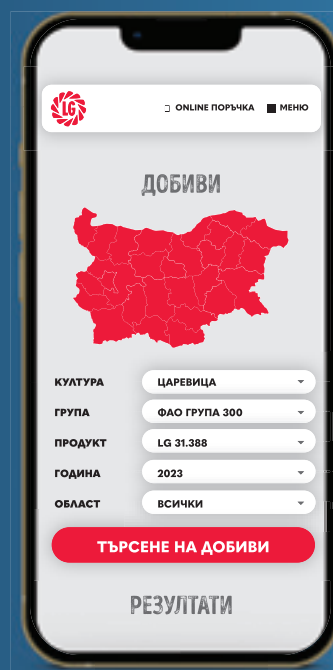 LG
ONLINE ПОРЪЧКА МЕНЮ
ДОБИВИ
КУЛТУРА ЦАРЕВИЦА
ГРУПА ФАО ГРУПА 300
ПРОДУКТ LG 31.388
ГОДИНА 2023
ОБЛАСТ ВСИЧКИ
ТЪРСЕНЕ НА ДОБИВИ
РЕЗУЛТАТИ